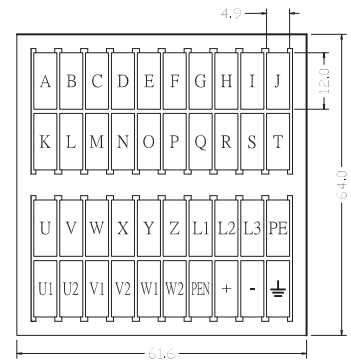 4.9
A B C D E F G H I J
12.0
K L M N O P Q R S T
64.0
U V W X Y Z L1 L2 L3 PE
U1 U2 V1 V2 W1 W2 PEN + - ⏚
61.6